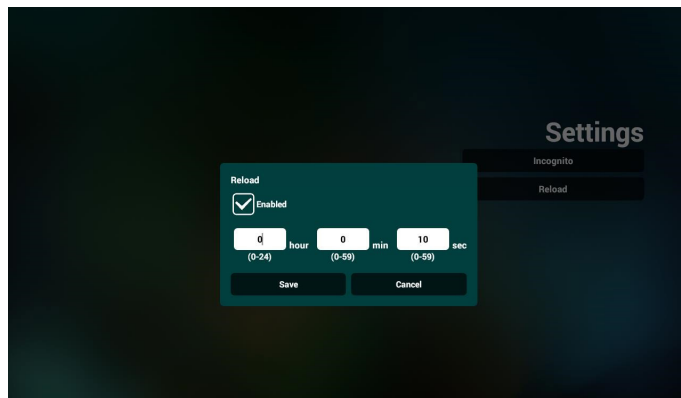 Settings
Incognito
Reload
Reload
Enabled
0 hour 0 min 10 sec
(0-24) (0-59) (0-59)
Save Cancel